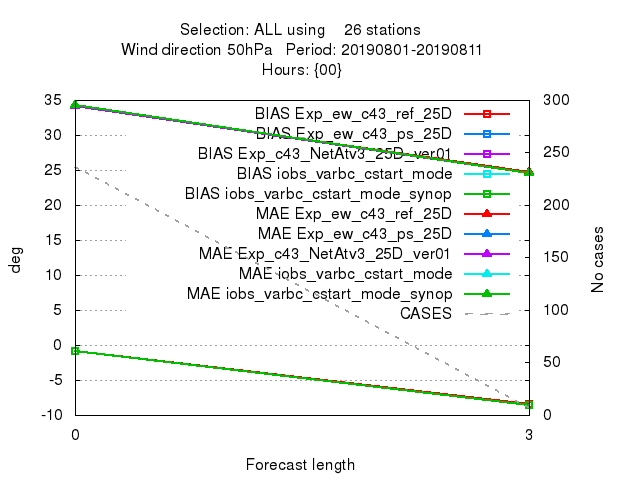 Selection: ALL using 26 stations
Wind direction 50hPa Period: 20190801-20190811
Hours: {00}
35
30
25
20
15
10
5
0
-5
-10
300
250
200
150
100
50
0
deg
No cases
BIAS Exp_ew_c43_ref_25D
BIAS Exp_ew_c43_ps_25D
BIAS Exp_c43_NetAtv3_25D_ver01
BIAS iobs_varbc_cstart_mode
BIAS iobs_varbc_cstart_mode_synop
MAE Exp_ew_c43_ref_25D
MAE Exp_ew_c43_ps_25D
MAE Exp_c43_NetAtv3_25D_ver01
MAE iobs_varbc_cstart_mode
MAE iobs_varbc_cstart_mode_synop
CASES
0
3
Forecast length